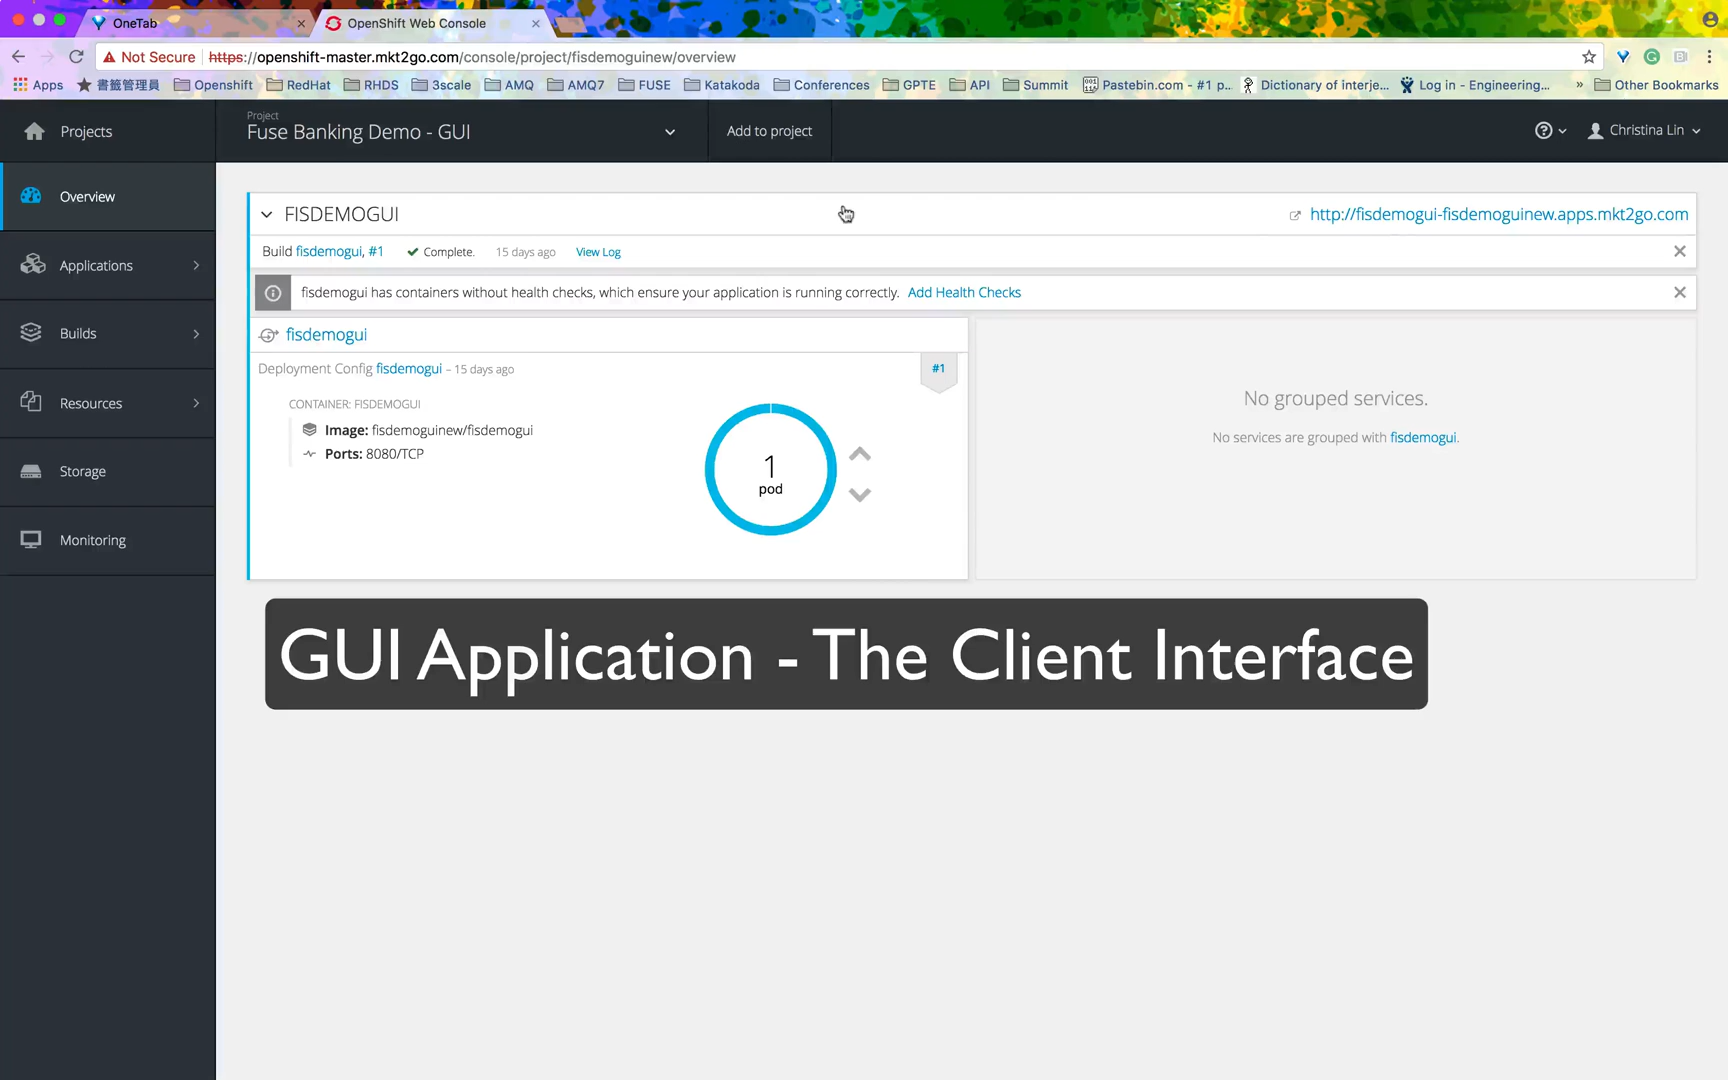 OneTab
OpenShift Web Console
Not Secure https://openshift-master.mkt2go.com/console/project/fisdemoguinew/overview
Apps 書籤管理員 Openshift RedHat RHDS 3scale AMQ AMQ7 FUSE Katakoda Conferences GPTE API Summit Pastebin.com - #1 p... Dictionary of interje... Log in - Engineering... » Other Bookmarks
Projects
Project
Fuse Banking Demo - GUI
Add to project
Christina Lin
Overview
Applications
Builds
Resources
Storage
Monitoring
FISDEMOGUI
http://fisdemogui-fisdemoguinew.apps.mkt2go.com
Build fisdemogui, #1 Complete. 15 days ago View Log
fisdemogui has containers without health checks, which ensure your application is running correctly. Add Health Checks
fisdemogui
Deployment Config fisdemogui – 15 days ago
#1
CONTAINER: FISDEMOGUI
Image: fisdemoguinew/fisdemogui
Ports: 8080/TCP
1
pod
No grouped services.
No services are grouped with fisdemogui.
GUI Application - The Client Interface